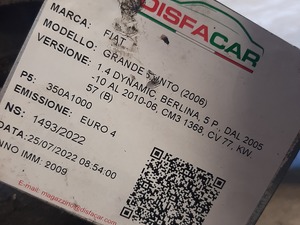 DISFACAR
MARCA: FIAT
MODELLO: GRANDE PUNTO (2006)
VERSIONE: 1.4 DYNAMIC, BERLINA, 5 P., DAL 2005
-10 AL 2010-06, CM3 1368, CV 77, KW
57 (B)
P5: 350A1000
EMISSIONE: EURO 4
NS: 1493/2022
DATA: 25/07/2022 08:54:00
ANNO IMM: 2009
E-mail: magazzino@disfacar.com